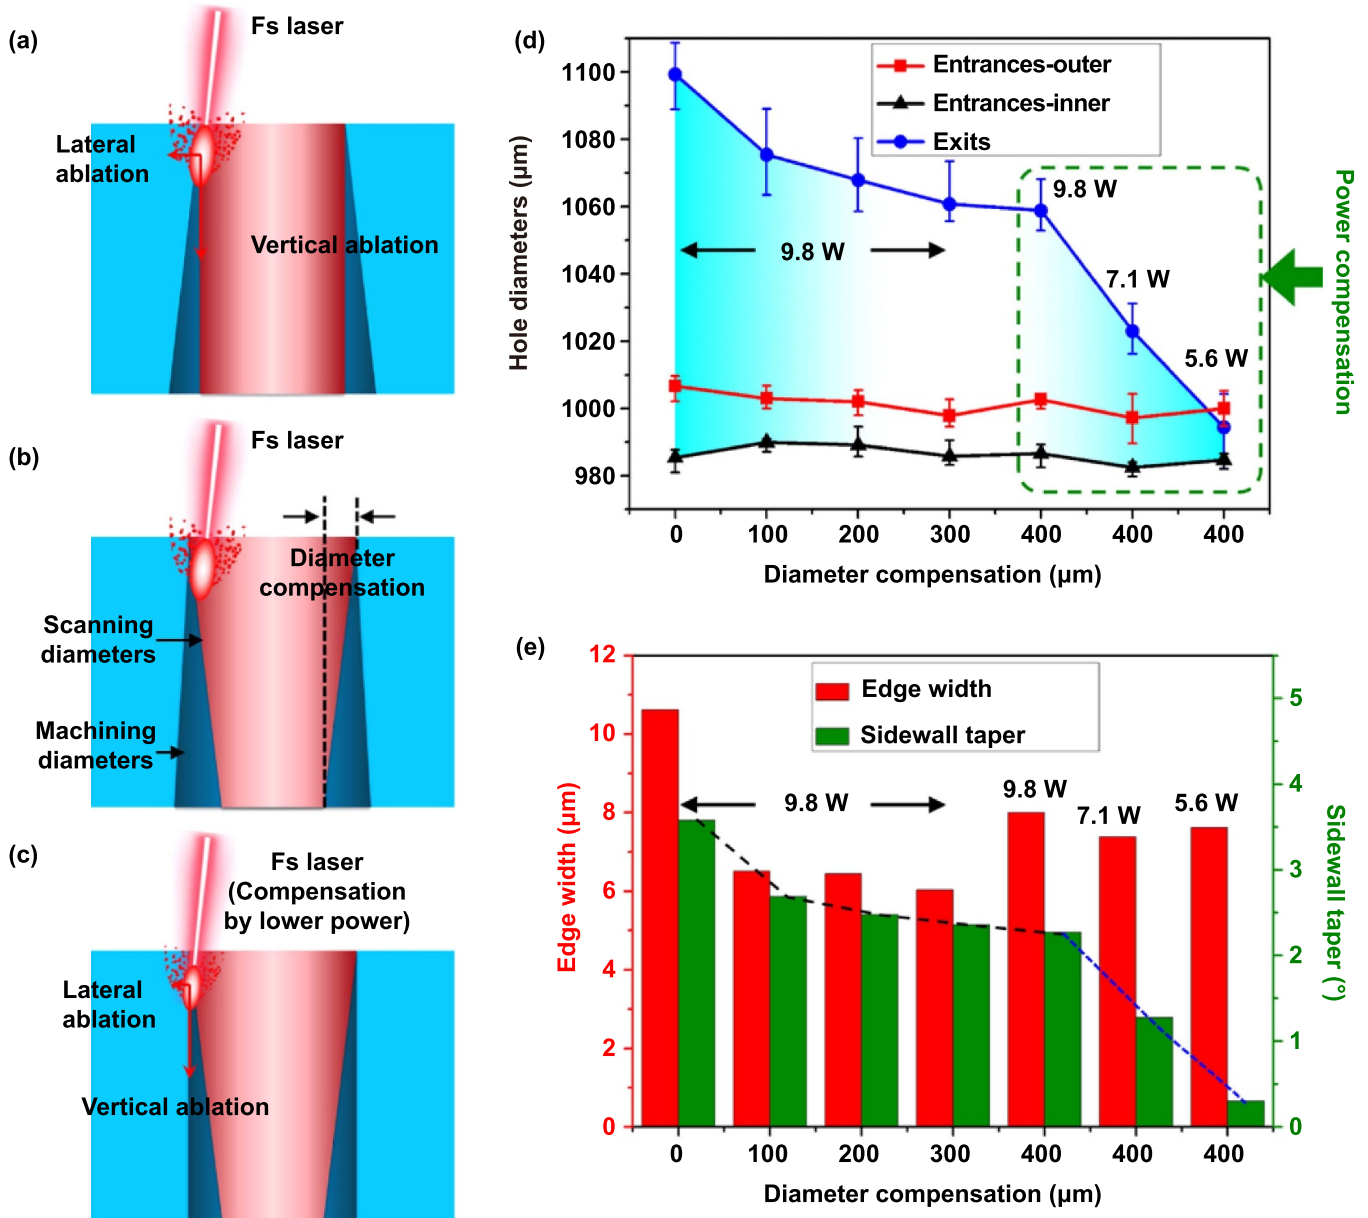 (a)
Fs laser
Lateral
ablation
Vertical ablation
(b)
Fs laser
Diameter
compensation
Scanning
diameters
Machining
diameters
(c)
Fs laser
(Compensation
by lower power)
Lateral
ablation
Vertical ablation
(d)
Hole diameters (μm)
1100
1080
1060
1040
1020
1000
980
Entrances-outer
Entrances-inner
Exits
9.8 W
9.8 W
7.1 W
5.6 W
Power compensation
0 100 200 300 400 400 400
Diameter compensation (μm)
(e)
Edge width (μm)
12
10
8
6
4
2
0
Edge width
Sidewall taper
9.8 W
9.8 W
7.1 W
5.6 W
5
4
3
2
1
0
Sidewall taper (°)
0 100 200 300 400 400 400
Diameter compensation (μm)